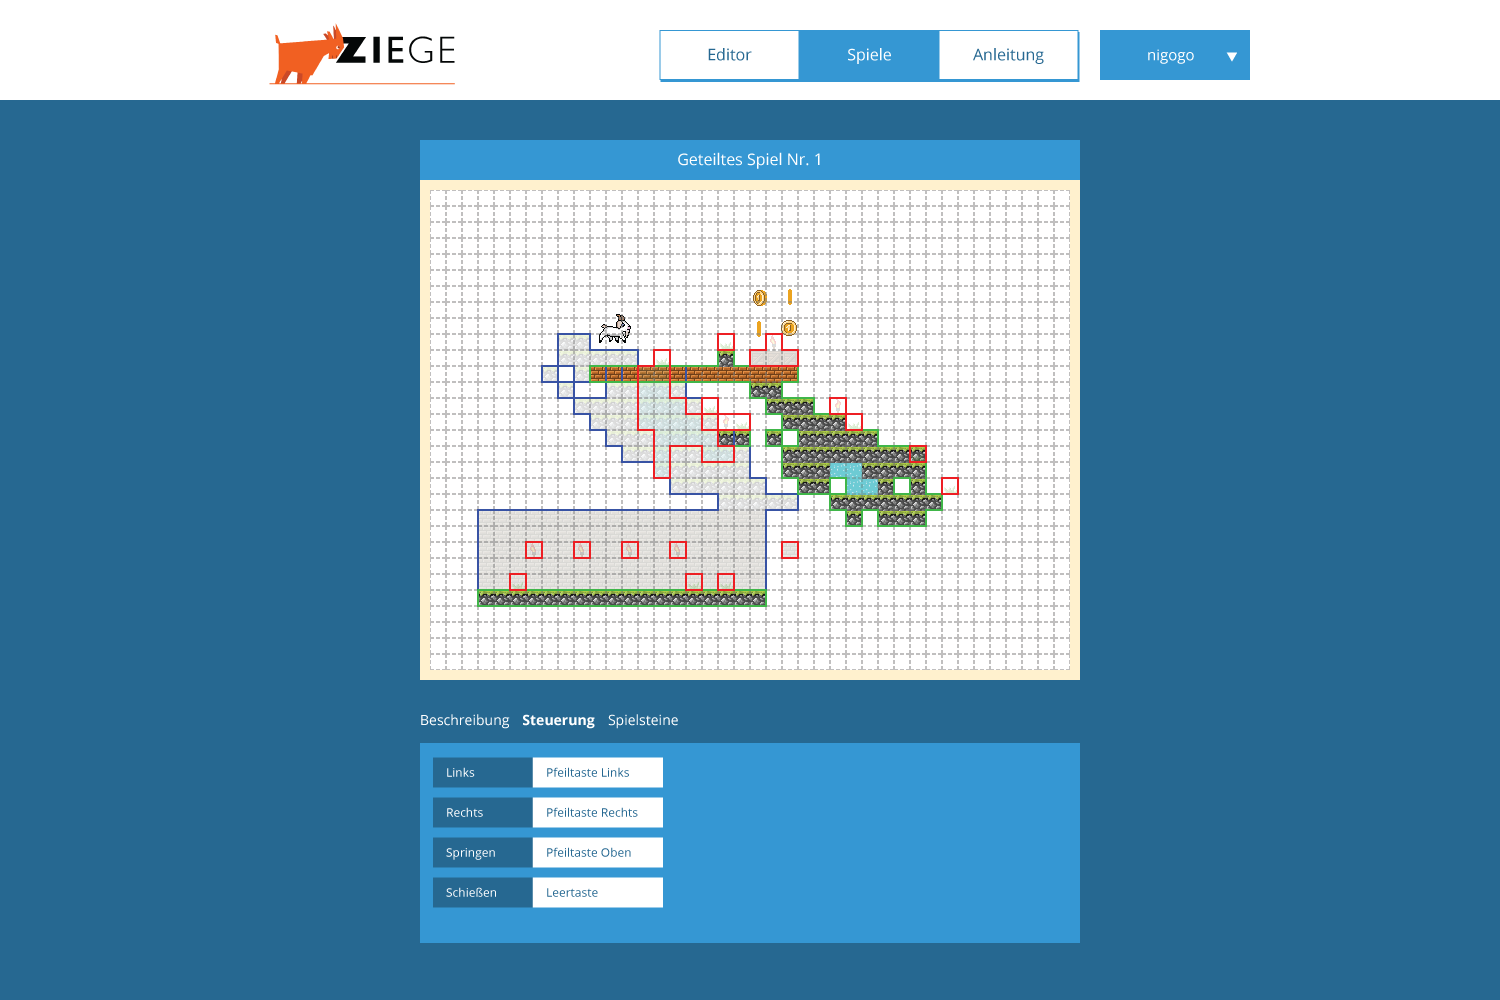 ZIEGE
Editor
Spiele
Anleitung
nigogo
Geteiltes Spiel Nr. 1
Beschreibung Steuerung Spielsteine
Links Pfeiltaste Links
Rechts Pfeiltaste Rechts
Springen Pfeiltaste Oben
Schießen Leertaste